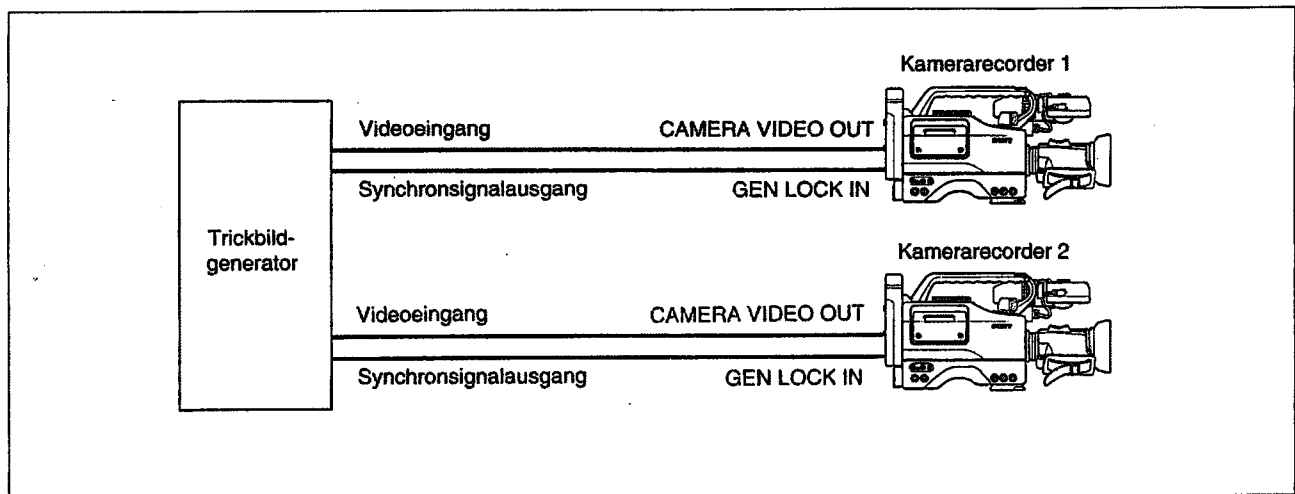 Kamerarecorder 1
Videoeingang CAMERA VIDEO OUT
Synchronsignalausgang GEN LOCK IN
Trickbild-
generator
Kamerarecorder 2
Videoeingang CAMERA VIDEO OUT
Synchronsignalausgang GEN LOCK IN